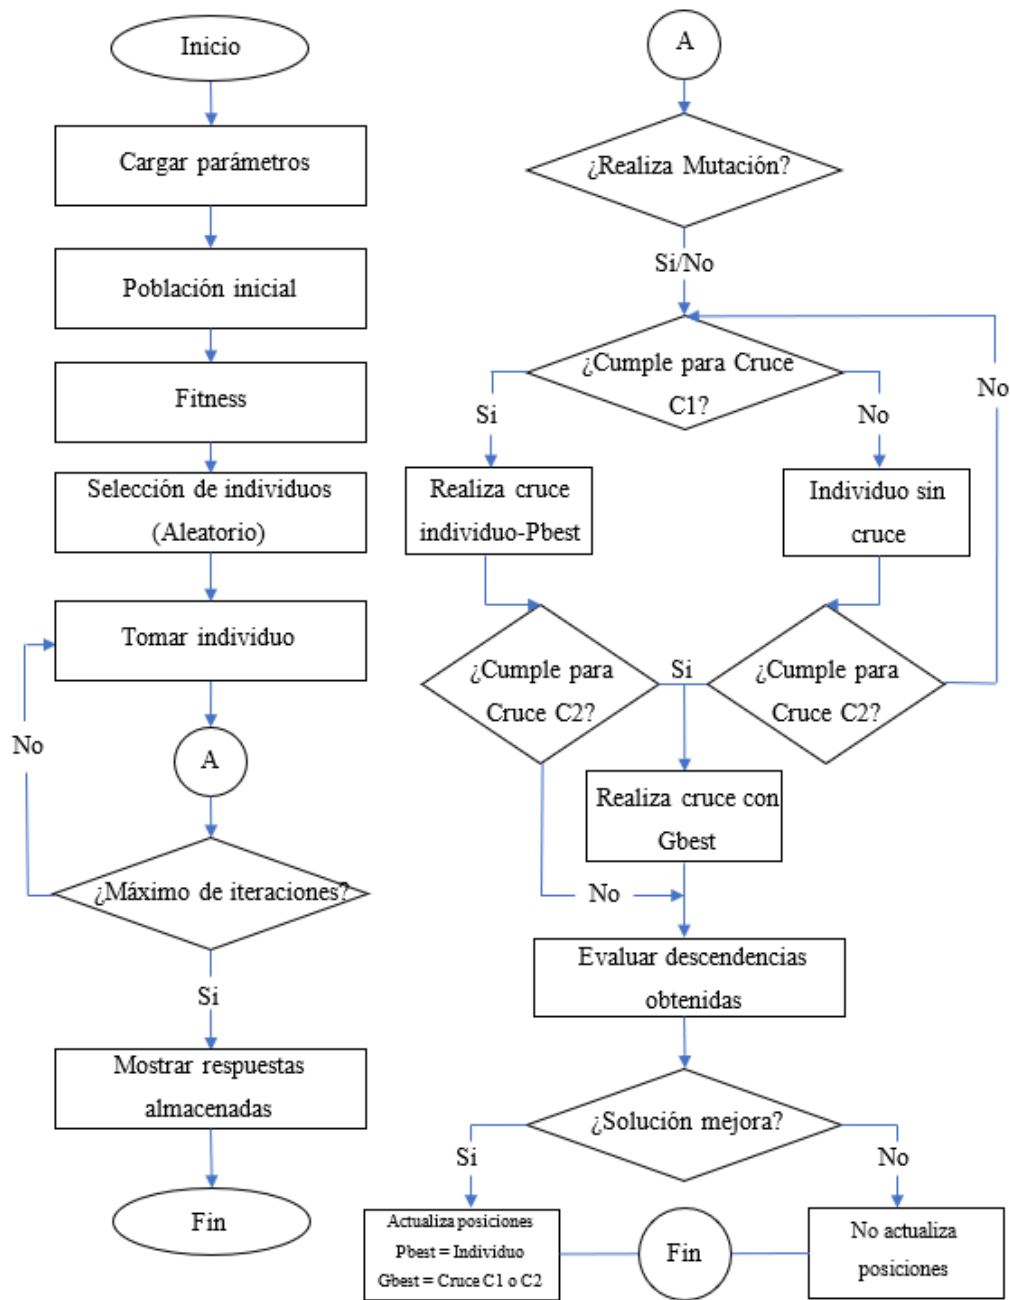 Inicio
Cargar parámetros
Población inicial
Fitness
Selección de individuos
(Aleatorio)
Tomar individuo
No
A
¿Máximo de iteraciones?
Si
Mostrar respuestas
almacenadas
Fin
A
¿Realiza Mutación?
Si/No
¿Cumple para Cruce
C1?
No
Si
No
Realiza cruce
individuo-Pbest
Individuo sin
cruce
¿Cumple para
Cruce C2?
Si
¿Cumple para
Cruce C2?
Realiza cruce con
Gbest
No
Evaluar descendencias
obtenidas
¿Solución mejora?
Si
No
Actualiza posiciones
Pbest = Individuo
Gbest = Cruce C1 o C2
Fin
No actualiza
posiciones